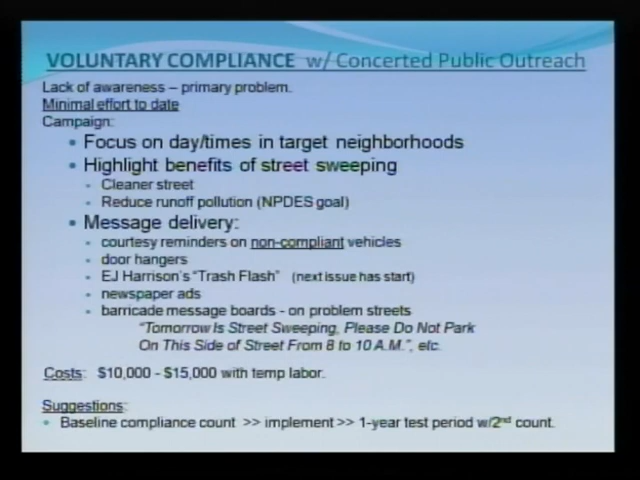 VOLUNTARY COMPLIANCE w/ Concerted Public Outreach
Lack of awareness – primary problem.
Minimal effort to date
Campaign:
• Focus on day/times in target neighborhoods
• Highlight benefits of street sweeping
• Cleaner street
• Reduce runoff pollution (NPDES goal)
• Message delivery:
• courtesy reminders on non-compliant vehicles
• door hangers
• EJ Harrison's "Trash Flash" (next issue has start)
• newspaper ads
• barricade message boards - on problem streets
"Tomorrow Is Street Sweeping, Please Do Not Park
On This Side of Street From 8 to 10 A.M.", etc.
Costs: $10,000 - $15,000 with temp labor.
Suggestions:
• Baseline compliance count >> implement >> 1-year test period w/2nd count.